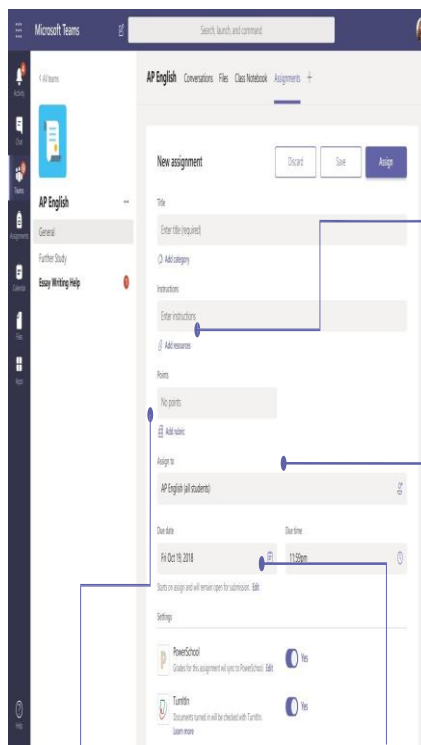 Microsoft Teams
Search, launch, and command
Activity
Chat
Teams
Assignments
Calendar
Files
Apps
Help
< All teams
AP English
General
Further Study
Essay Writing Help
AP English Conversations Files Class Notebook Assignments +
New assignment
Discard Save Assign
Title
Enter title (required)
Add category
Instructions
Enter instructions
Add resources
Points
No points
Add rubric
Assign to
AP English (all students)
Due date Due time
Fri Oct 19, 2018 11:59pm
Starts on assign and will remain open for submission. Edit
Settings
PowerSchool
Yes
Grades for this assignment will sync to PowerSchool Edit
TurnItIn
Yes
Documents turned in will be checked with TurnItIn.
Learn more